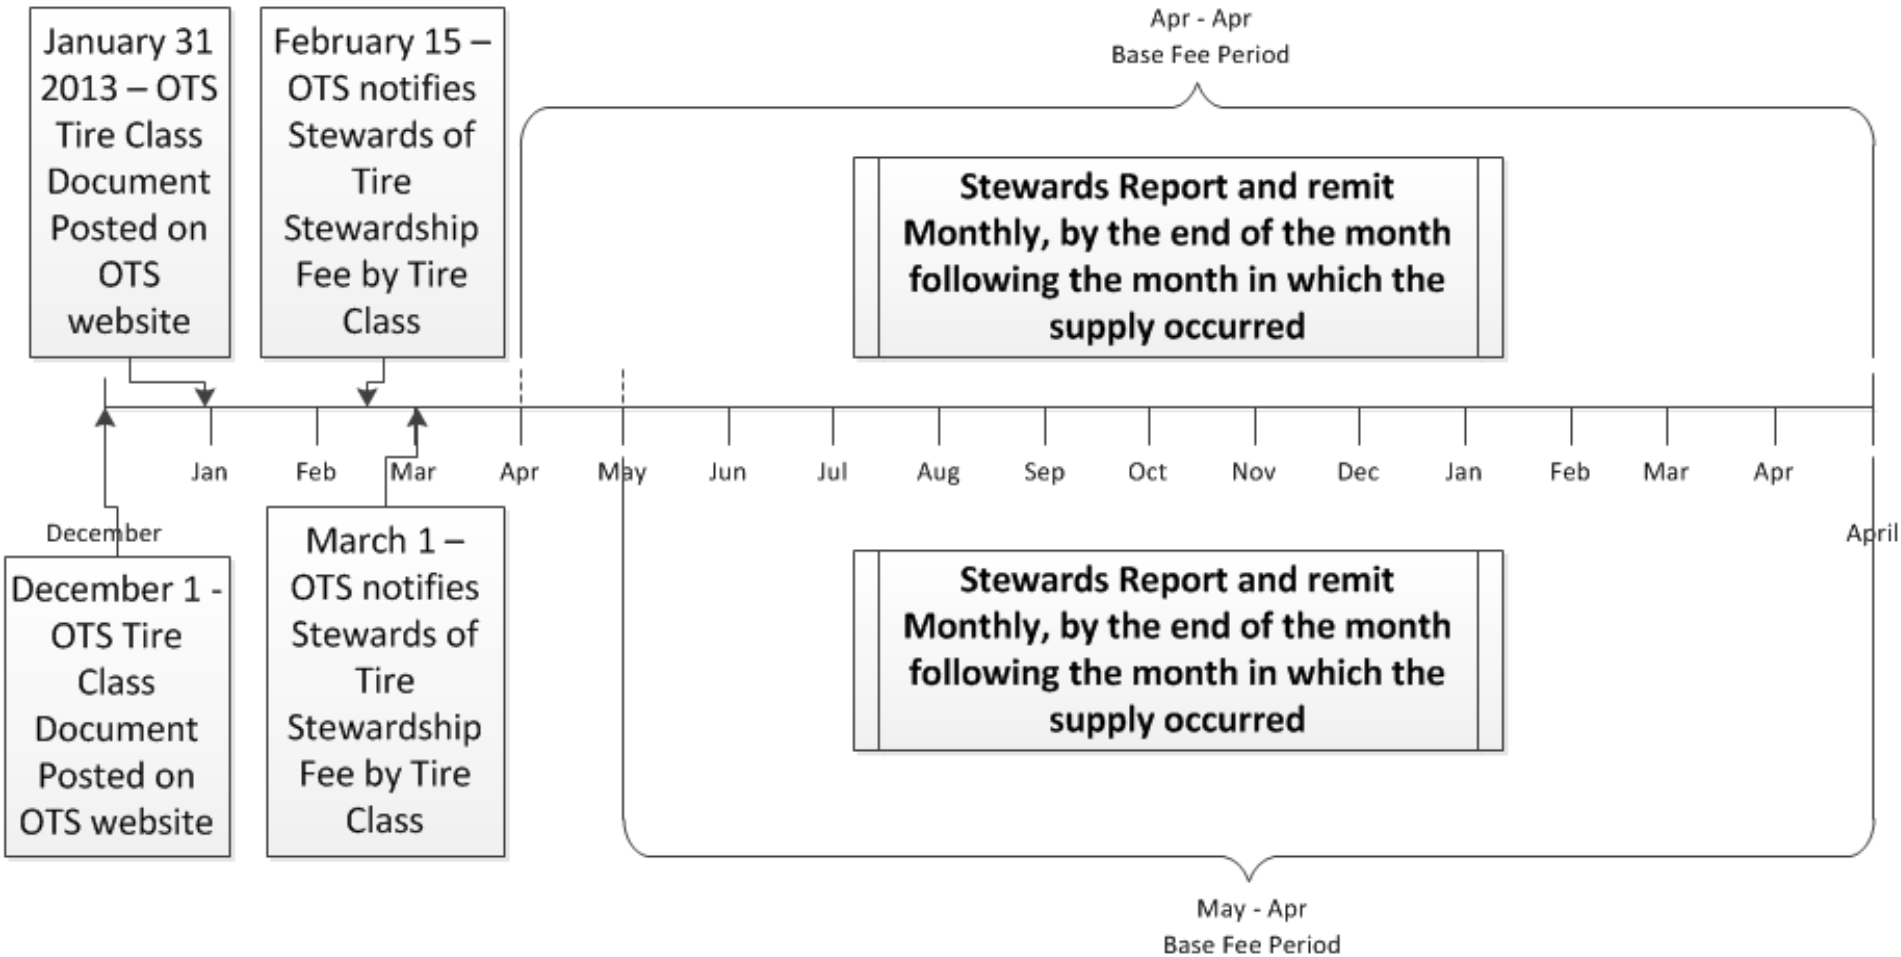 January 31
2013 – OTS
Tire Class
Document
Posted on
OTS
website
February 15 –
OTS notifies
Stewards of
Tire
Stewardship
Fee by Tire
Class
Apr - Apr
Base Fee Period
Stewards Report and remit
Monthly, by the end of the month
following the month in which the
supply occurred
Jan Feb Mar Apr May Jun Jul Aug Sep Oct Nov Dec Jan Feb Mar Apr
December
April
December 1 -
OTS Tire
Class
Document
Posted on
OTS website
March 1 –
OTS notifies
Stewards of
Tire
Stewardship
Fee by Tire
Class
Stewards Report and remit
Monthly, by the end of the month
following the month in which the
supply occurred
May - Apr
Base Fee Period